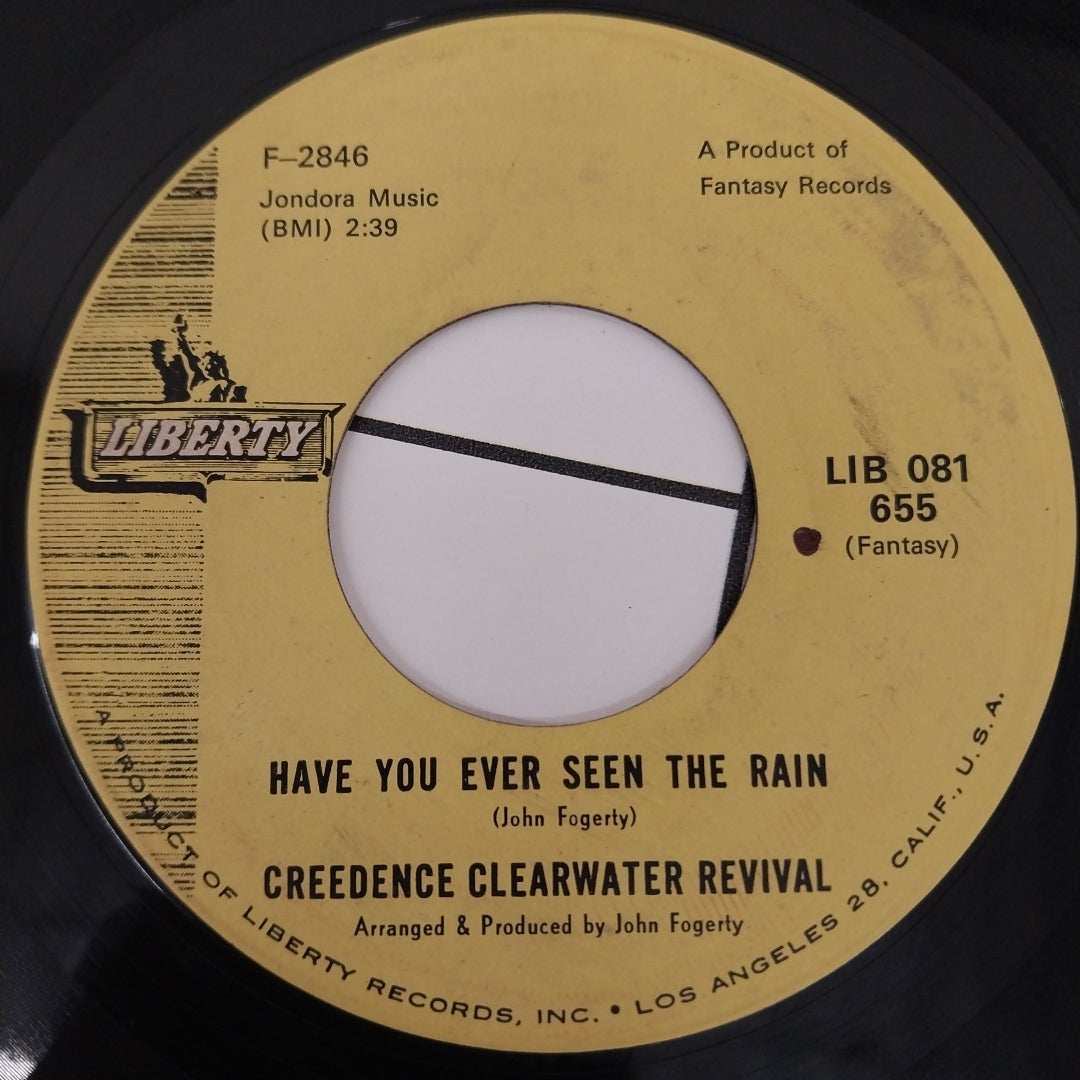 F-2846
Jondora Music
(BMI) 2:39
A Product of
Fantasy Records
LIBERTY
LIB 081
655
(Fantasy)
HAVE YOU EVER SEEN THE RAIN
(John Fogerty)
CREEDENCE CLEARWATER REVIVAL
Arranged & Produced by John Fogerty
A PRODUCT OF LIBERTY RECORDS, INC. • LOS ANGELES 28, CALIF., U.S.A.